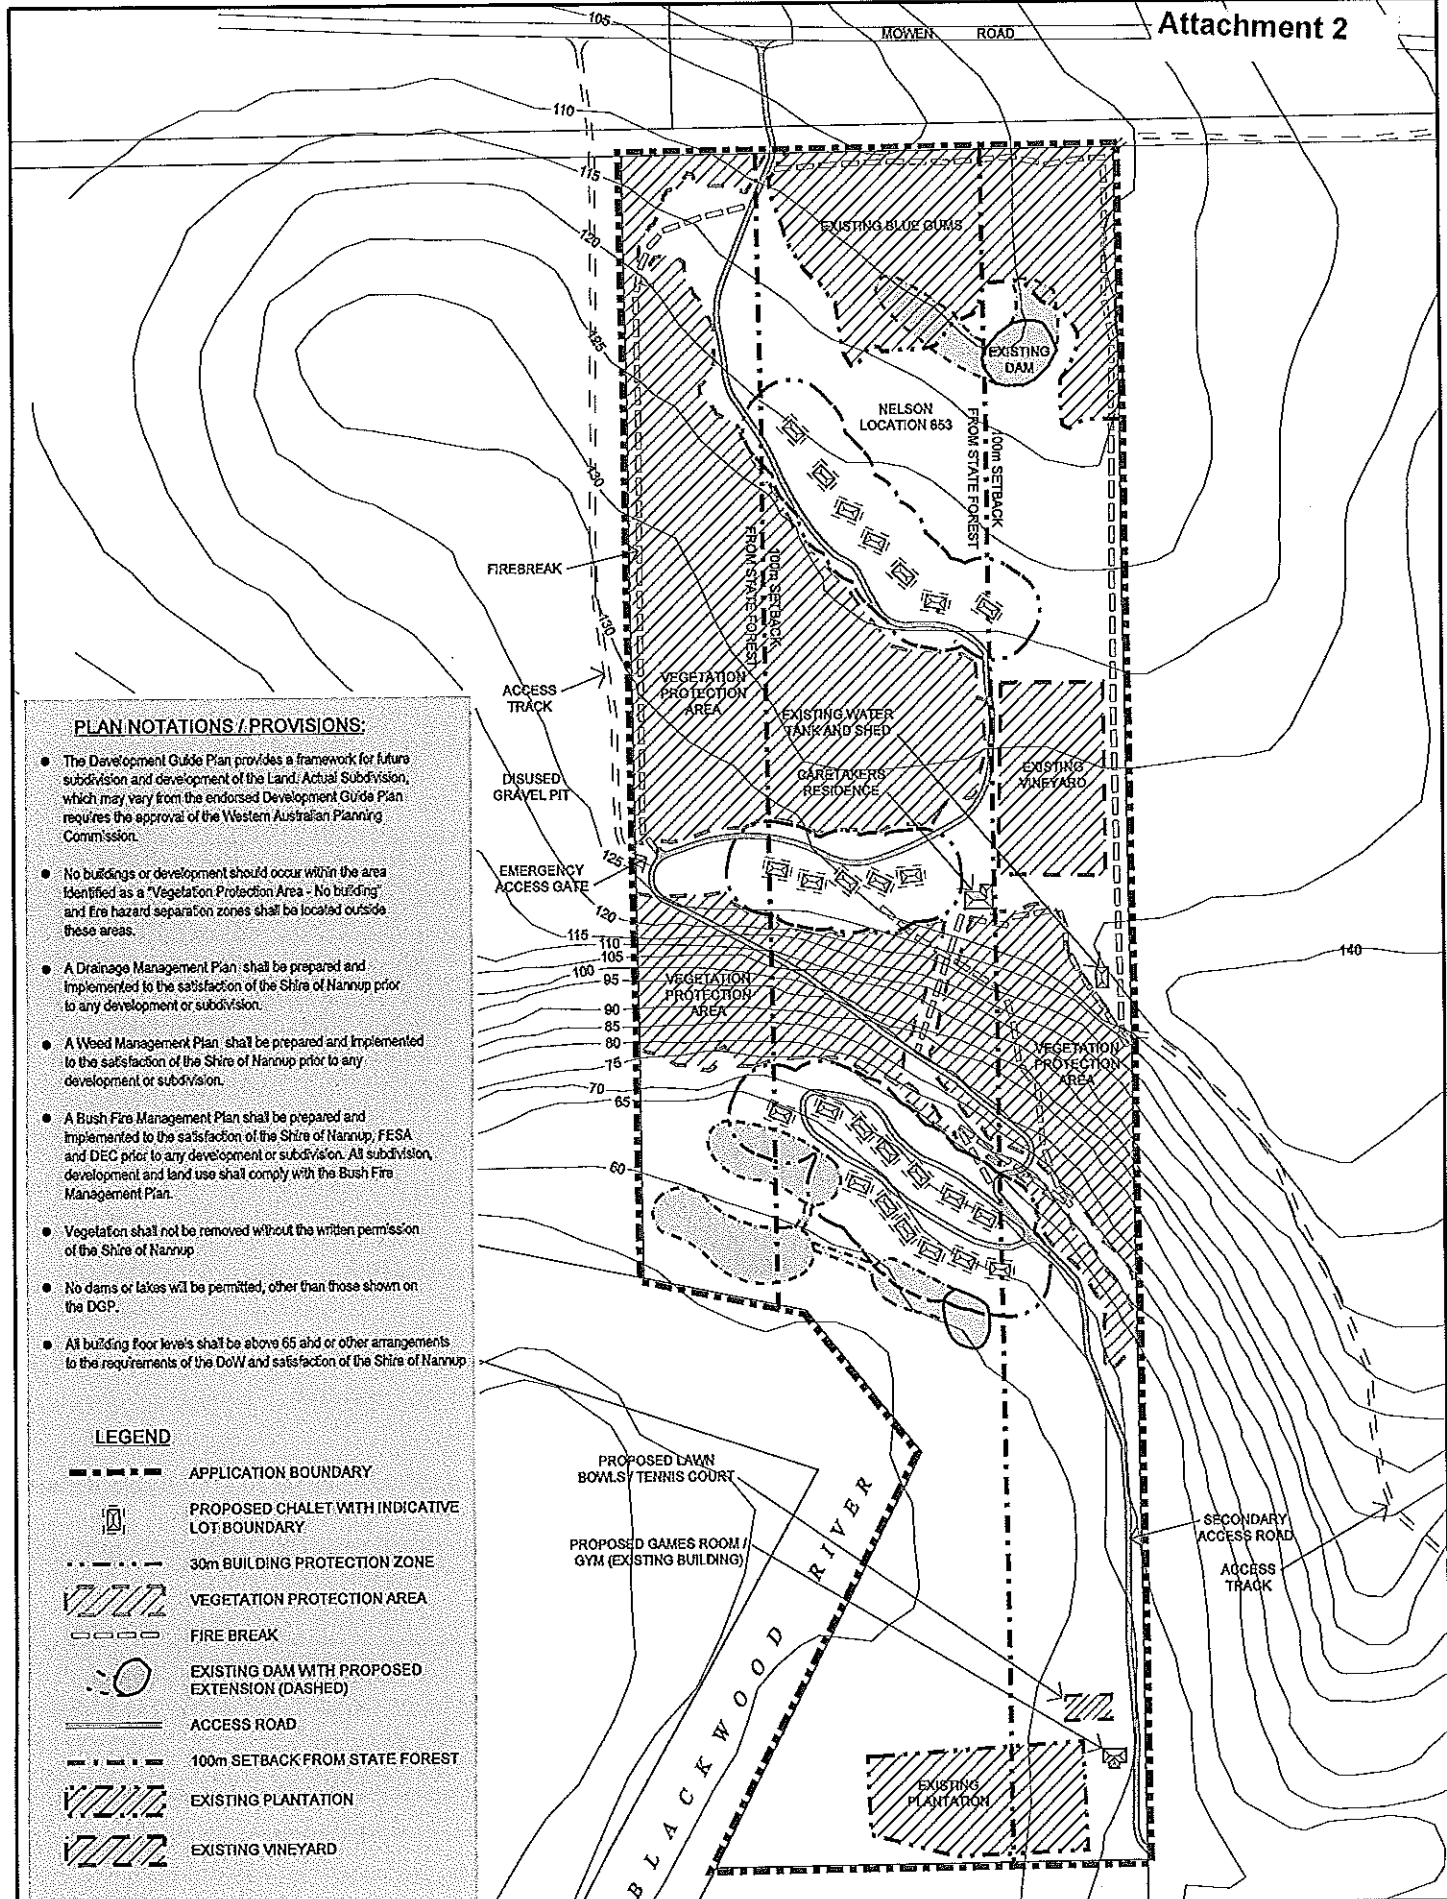 Attachment 2
MOWEN ROAD
105
110
115
120
125
130
130
125
EXISTING BLUE GUMS
EXISTING
DAM
NELSON
LOCATION 653
100m SETBACK
FROM STATE FOREST
100m SETBACK
FROM STATE FOREST
FIREBREAK
ACCESS
TRACK
VEGETATION
PROTECTION
AREA
EXISTING WATER
TANK AND SHED
CARETAKERS
RESIDENCE
EXISTING
VINEYARD
DISUSED
GRAVEL PIT
EMERGENCY
ACCESS GATE
120
115
110
105
100
95
90
85
80
75
70
65
60
140
VEGETATION
PROTECTION
AREA
VEGETATION
PROTECTION
AREA
PROPOSED LAWN
BOWLS / TENNIS COURT
PROPOSED GAMES ROOM /
GYM (EXISTING BUILDING)
SECONDARY
ACCESS ROAD
ACCESS
TRACK
EXISTING
PLANTATION
BLACKWOOD RIVER
PLAN NOTATIONS / PROVISIONS:
● The Development Guide Plan provides a framework for future
subdivision and development of the Land. Actual Subdivision,
which may vary from the endorsed Development Guide Plan
requires the approval of the Western Australian Planning
Commission.
● No buildings or development should occur within the area
identified as a "Vegetation Protection Area - No building"
and fire hazard separation zones shall be located outside
these areas.
● A Drainage Management Plan shall be prepared and
implemented to the satisfaction of the Shire of Nannup prior
to any development or subdivision.
● A Weed Management Plan shall be prepared and implemented
to the satisfaction of the Shire of Nannup prior to any
development or subdivision.
● A Bush Fire Management Plan shall be prepared and
implemented to the satisfaction of the Shire of Nannup, FESA
and DEC prior to any development or subdivision. All subdivision,
development and land use shall comply with the Bush Fire
Management Plan.
● Vegetation shall not be removed without the written permission
of the Shire of Nannup
● No dams or lakes will be permitted, other than those shown on
the DGP.
● All building floor levels shall be above 65 ahd or other arrangements
to the requirements of the DoW and satisfaction of the Shire of Nannup
LEGEND
APPLICATION BOUNDARY
PROPOSED CHALET WITH INDICATIVE
LOT BOUNDARY
30m BUILDING PROTECTION ZONE
VEGETATION PROTECTION AREA
FIRE BREAK
EXISTING DAM WITH PROPOSED
EXTENSION (DASHED)
ACCESS ROAD
100m SETBACK FROM STATE FOREST
EXISTING PLANTATION
EXISTING VINEYARD